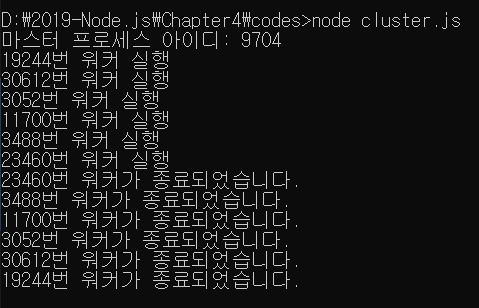 D:\2019-Node.js\Chapter4\codes>node cluster.js
마스터 프로세스 아이디: 9704
19244번 워커 실행
30612번 워커 실행
3052번 워커 실행
11700번 워커 실행
3488번 워커 실행
23460번 워커 실행
23460번 워커가 종료되었습니다.
3488번 워커가 종료되었습니다.
11700번 워커가 종료되었습니다.
3052번 워커가 종료되었습니다.
30612번 워커가 종료되었습니다.
19244번 워커가 종료되었습니다.